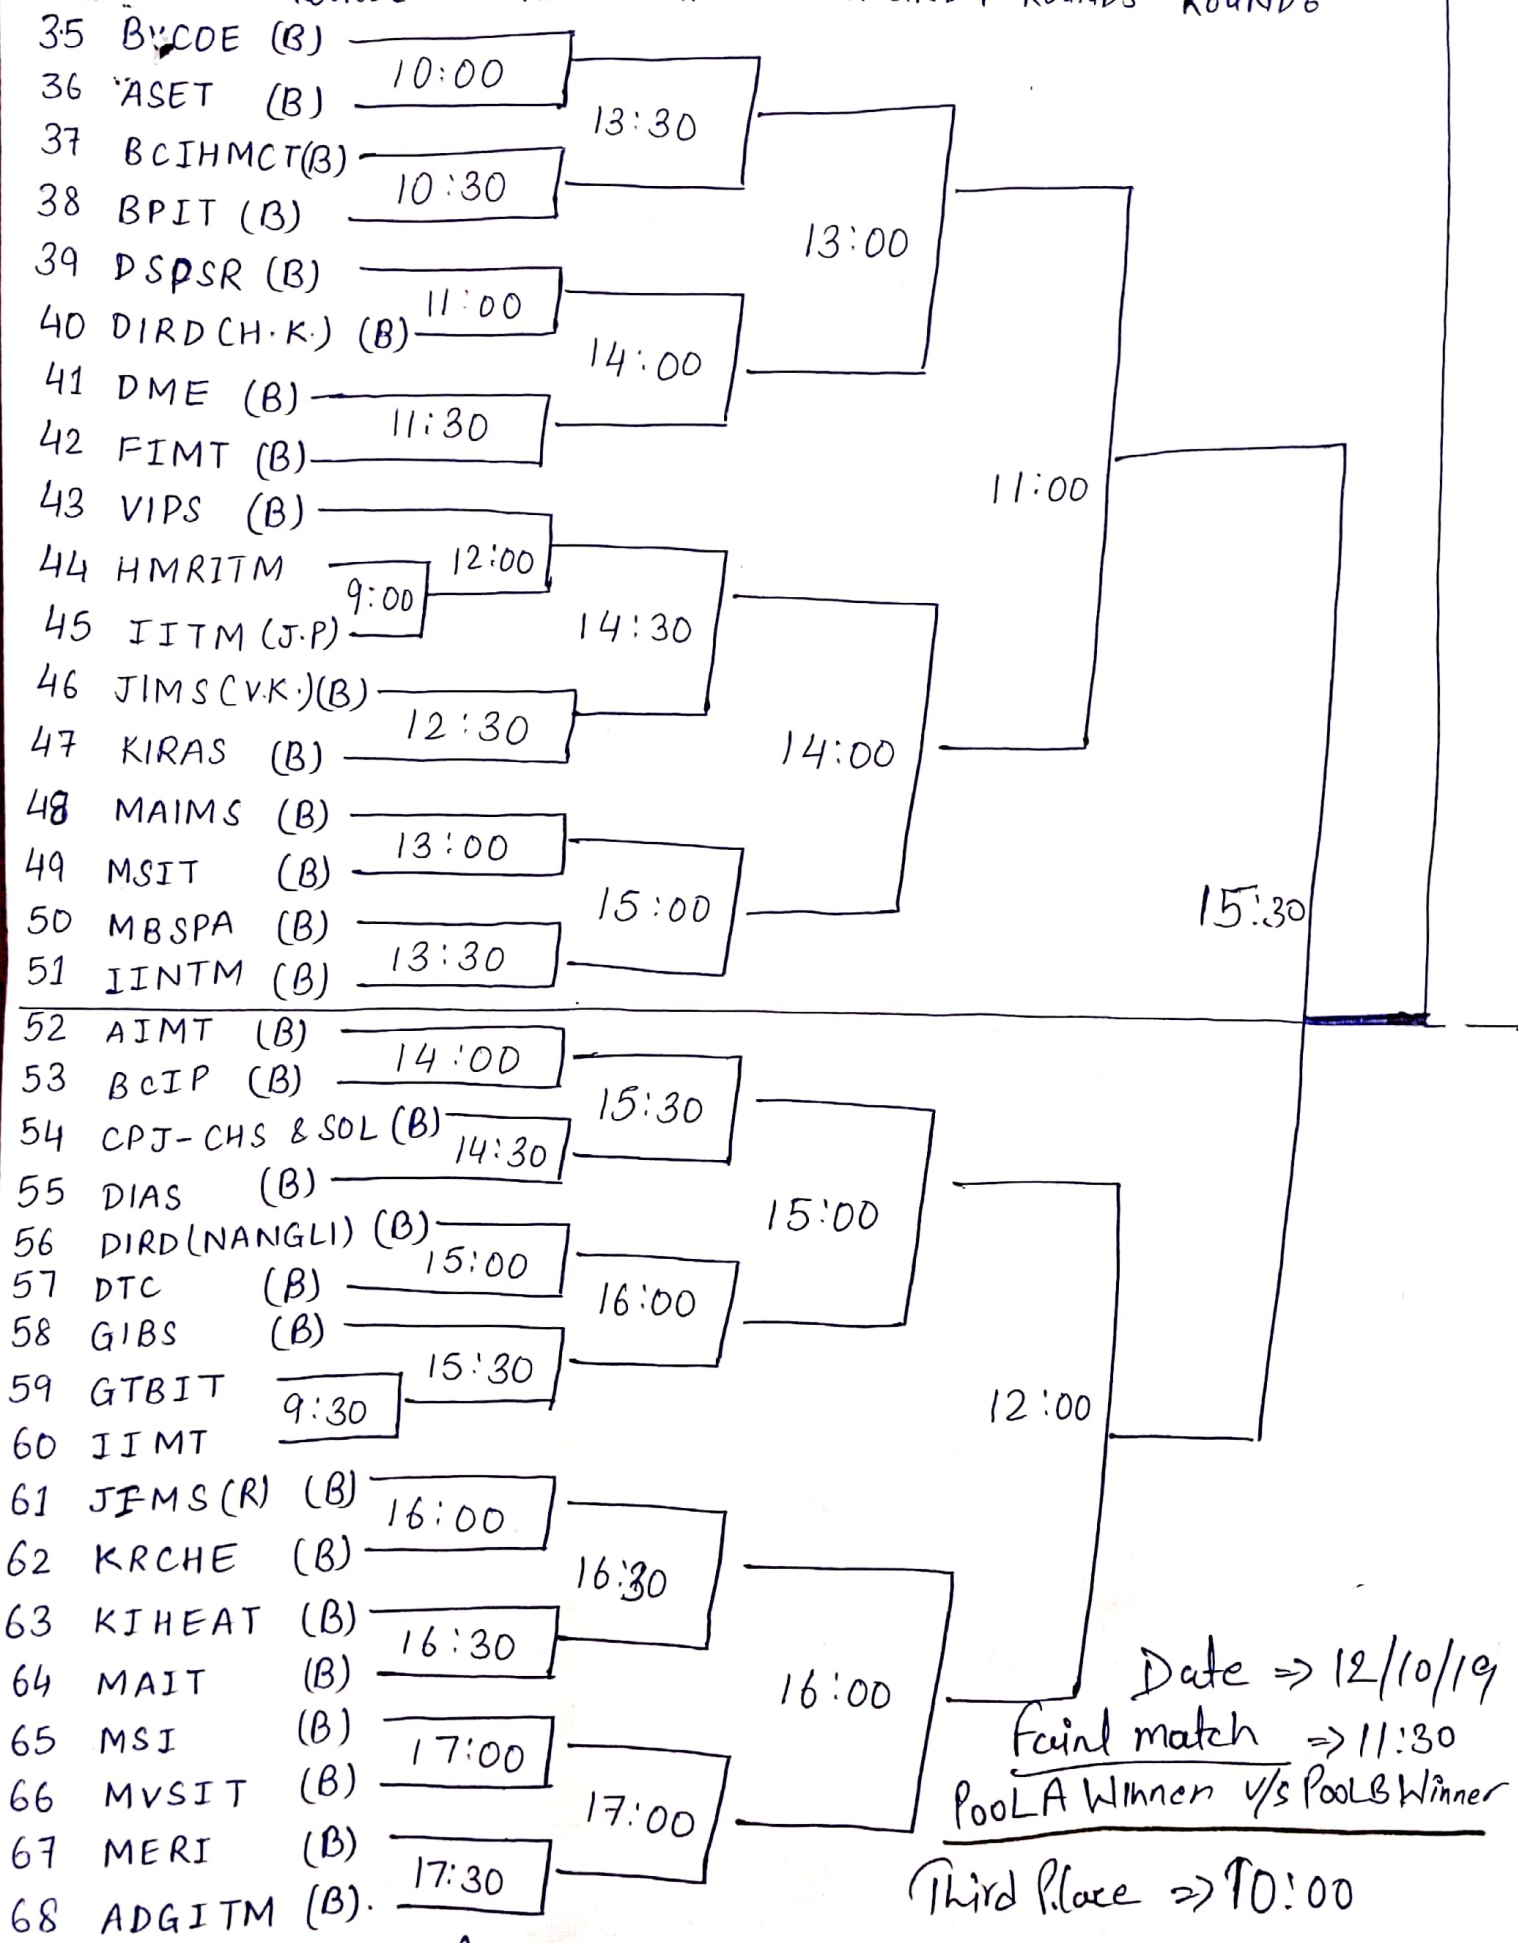 ROUNDS ROUNDS
35 BVCOE (B)
10:00
36 ASET (B)
13:30
37 BCIHMCT(B)
10:30
38 BPIT (B)
13:00
39 DSPSR (B)
11:00
40 DIRD (H.K.) (B)
14:00
41 DME (B)
11:30
42 FIMT (B)
11:00
43 VIPS (B)
12:00
44 HMRITM
9:00
45 IITM (J.P)
14:30
46 JIMS (V.K.)(B)
12:30
47 KIRAS (B)
14:00
48 MAIMS (B)
13:00
49 MSIT (B)
15:00
15:30
50 MBSPA (B)
13:30
51 IINTM (B)
52 AIMT (B)
14:00
53 BCIP (B)
15:30
54 CPJ-CHS & SOL (B)
14:30
55 DIAS (B)
15:00
56 DIRD (NANGLI) (B)
15:00
57 DTC (B)
16:00
58 GIBS (B)
15:30
59 GTBIT
9:30
12:00
60 IIMT
61 JIMS (R) (B)
16:00
62 KRCHE (B)
16:30
63 KIHEAT (B)
16:30
64 MAIT (B)
16:00
65 MSI (B)
17:00
66 MVSIT (B)
17:00
67 MERI (B)
17:30
68 ADGITM (B).
Date => 12/10/19
Fainl match => 11:30
POOL A Winner V/S POOL B Winner
Third Place => 10:00